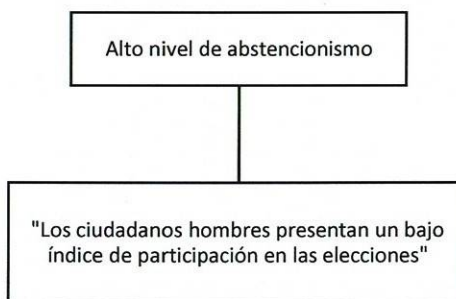 Alto nivel de abstencionismo
"Los ciudadanos hombres presentan un bajo
índice de participación en las elecciones"